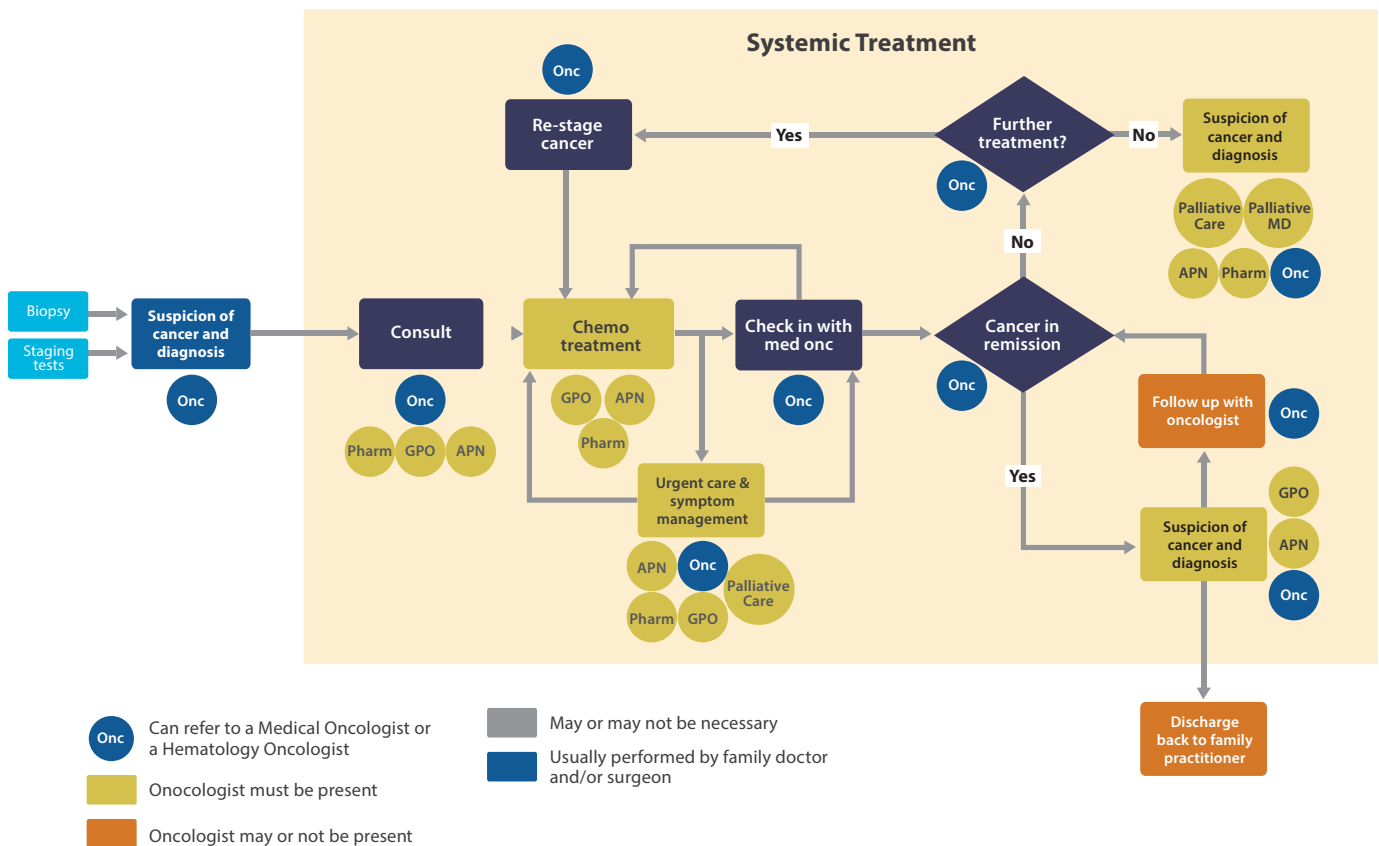 Systemic Treatment
Onc
Re-stage
cancer
Yes
Further
treatment?
Onc
No
Suspicion of
cancer and
diagnosis
Palliative
Care
Palliative
MD
APN
Pharm
Onc
No
Biopsy
Staging
tests
Suspicion of
cancer and
diagnosis
Onc
Consult
Onc
Pharm
GPO
APN
Chemo
treatment
GPO
APN
Pharm
Check in with
med onc
Onc
Cancer in
remission
Onc
Urgent care &
symptom
management
APN
Onc
Palliative
Care
Pharm
GPO
Yes
Follow up with
oncologist
Onc
Suspicion of
cancer and
diagnosis
GPO
APN
Onc
Discharge
back to family
practitioner
Onc
Can refer to a Medical Oncologist or
a Hematology Oncologist
Onocologist must be present
Oncologist may or not be present
May or may not be necessary
Usually performed by family doctor
and/or surgeon